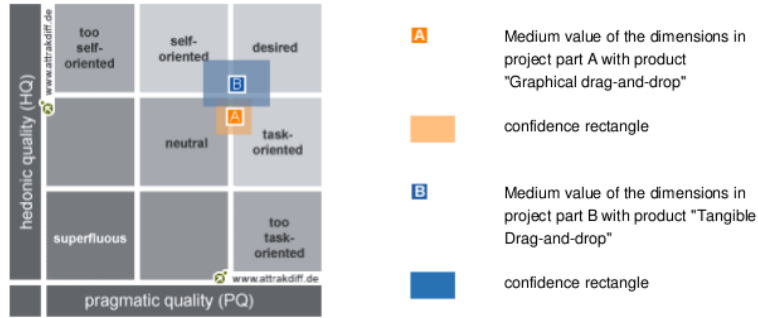 www.attrakdiff.de
too
self-
oriented
self-
oriented
desired
B
A
neutral
task-
oriented
superfluous
too
task-
oriented
www.attrakdiff.de
hedonic quality (HQ)
pragmatic quality (PQ)
A
Medium value of the dimensions in
project part A with product
"Graphical drag-and-drop"
confidence rectangle
B
Medium value of the dimensions in
project part B with product "Tangible
Drag-and-drop"
confidence rectangle